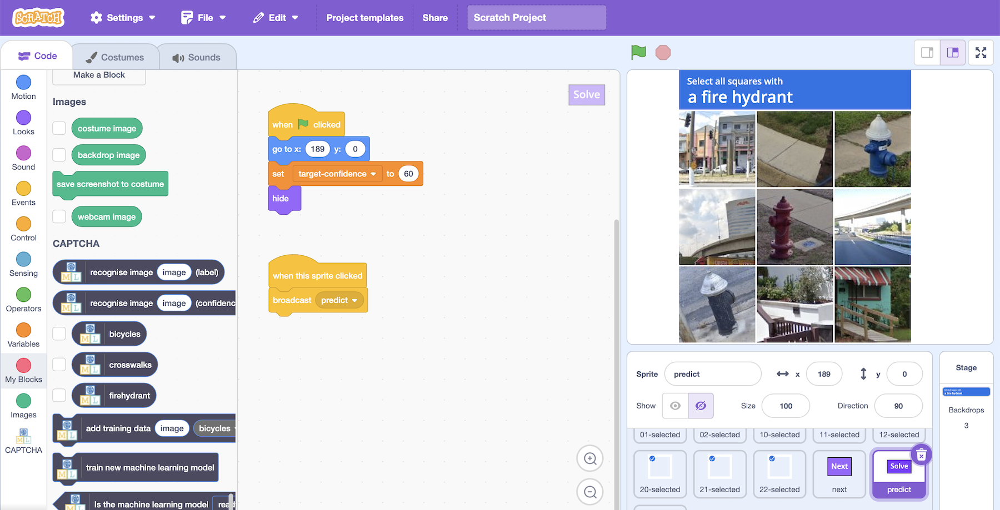 SCRATCH
Settings
File
Edit
Project templates
Share
Scratch Project
Code
Costumes
Sounds
Motion
Looks
Sound
Events
Control
Sensing
Operators
Variables
My Blocks
Images
CAPTCHA
Make a Block
Images
costume image
backdrop image
save screenshot to costume
webcam image
CAPTCHA
recognise image image (label)
recognise image image (confidenc
bicycles
crosswalks
firehydrant
add training data image bicycles
train new machine learning model
Is the machine learning model
M L
Solve
when clicked
go to x: 189 y: 0
set target-confidence to 60
hide
when this sprite clicked
broadcast predict
Select all squares with
a fire hydrant
Sprite predict x 189 y 0
Show Size 100 Direction 90
01-selected
02-selected
10-selected
11-selected
12-selected
20-selected
21-selected
22-selected
Next
next
Solve
predict
Stage
Select all squares with
a fire hydrant
Backdrops
3